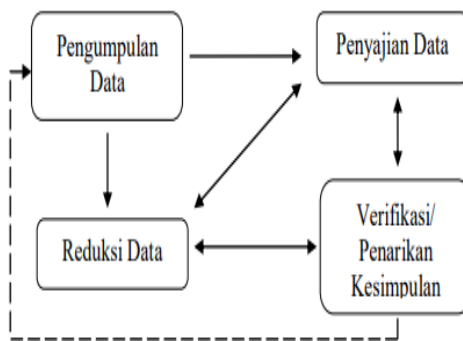 Pengumpulan
Data
Penyajian Data
Reduksi Data
Verifikasi/
Penarikan
Kesimpulan